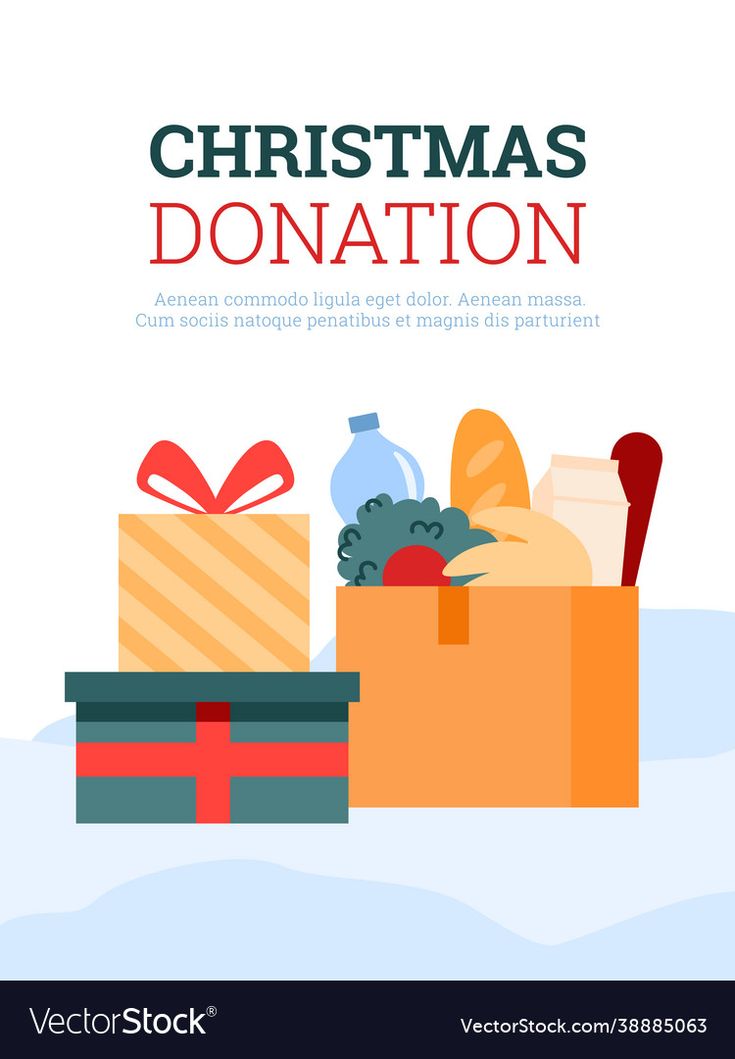 CHRISTMAS
DONATION
Aenean commodo ligula eget dolor. Aenean massa.
Cum sociis natoque penatibus et magnis dis parturient
VectorStock®
VectorStock.com/38885063